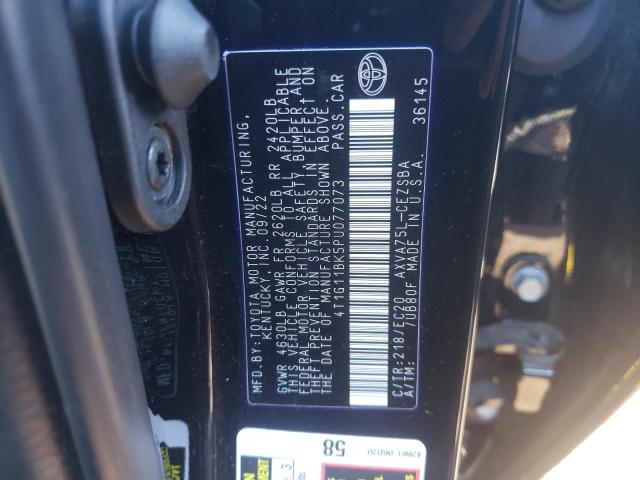 MFD.BY: TOYOTA MOTOR MANUFACTURING,
KENTUCKY, INC. 09/22
GVWR 4630LB GAWR FR 2620LB RR 2420LB
THIS VEHICLE CONFORMS TO ALL APPLICABLE
FEDERAL MOTOR VEHICLE SAFETY, BUMPER, AND
THEFT PREVENTION STANDARDS IN EFFECT ON
THE DATE OF MANUFACTURE SHOWN ABOVE.
4T1G11BK5PU077073 PASS.CAR
C/TR:218/EC20 AXVA75L-CEZSBA
A/TM: 7UB80F MADE IN U.S.A. 36145
58